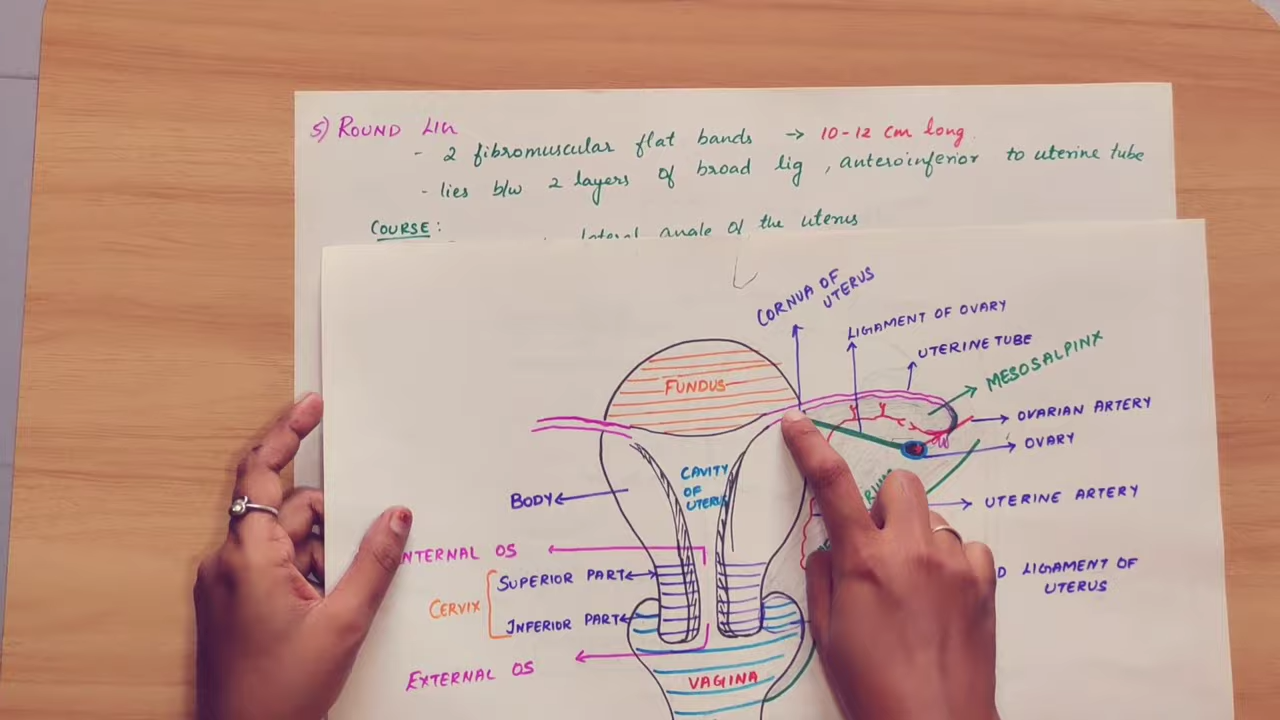 5) ROUND LIG
- 2 fibromuscular flat bands → 10-12 cm long
- lies b/w 2 layers of broad lig, anteroinferior to uterine tube
COURSE:
lateral angle of the uterus
CORNUA OF
UTERUS
LIGAMENT OF OVARY
UTERINE TUBE
MESOSALPINX
FUNDUS
OVARIAN ARTERY
OVARY
CAVITY
OF
UTERUS
BODY
UTERINE ARTERY
INTERNAL OS
SUPERIOR PART
CERVIX
INFERIOR PART
LIGAMENT OF
UTERUS
EXTERNAL OS
VAGINA